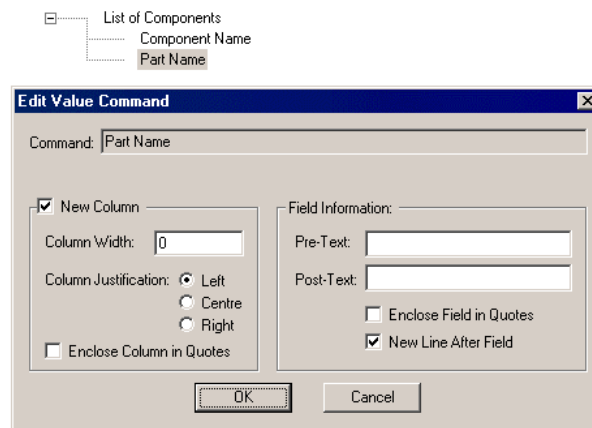 List of Components
Component Name
Part Name
Edit Value Command
Command: Part Name
New Column
Column Width: 0
Column Justification: Left
Centre
Right
Enclose Column in Quotes
Field Information:
Pre-Text:
Post-Text:
Enclose Field in Quotes
New Line After Field
OK Cancel